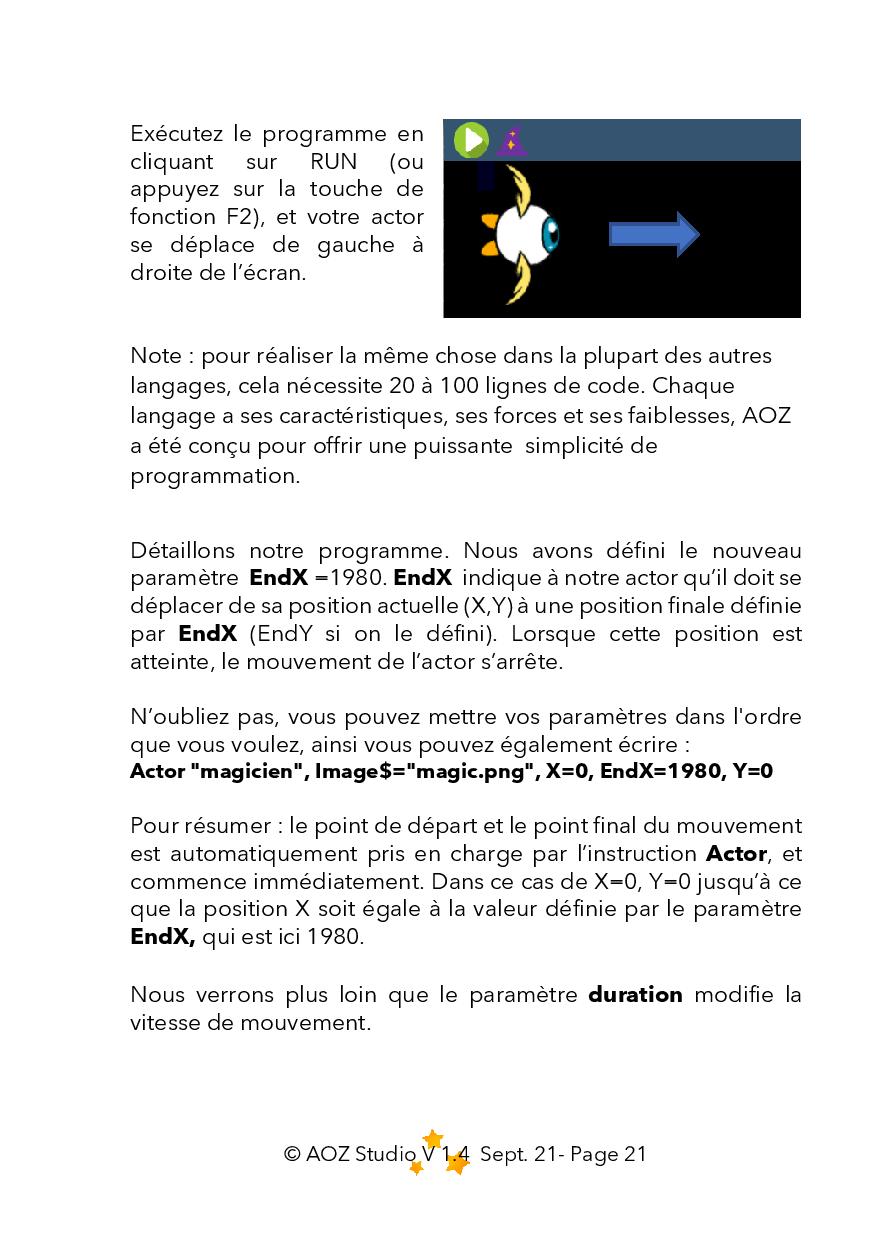 Exécutez le programme en
cliquant sur RUN (ou
appuyez sur la touche de
fonction F2), et votre actor
se déplace de gauche à
droite de l’écran.
Note : pour réaliser la même chose dans la plupart des autres
langages, cela nécessite 20 à 100 lignes de code. Chaque
langage a ses caractéristiques, ses forces et ses faiblesses, AOZ
a été conçu pour offrir une puissante simplicité de
programmation.
Détaillons notre programme. Nous avons défini le nouveau
paramètre EndX =1980. EndX indique à notre actor qu’il doit se
déplacer de sa position actuelle (X,Y) à une position finale définie
par EndX (EndY si on le défini). Lorsque cette position est
atteinte, le mouvement de l’actor s’arrête.
N’oubliez pas, vous pouvez mettre vos paramètres dans l'ordre
que vous voulez, ainsi vous pouvez également écrire :
Actor "magicien", Image$="magic.png", X=0, EndX=1980, Y=0
Pour résumer : le point de départ et le point final du mouvement
est automatiquement pris en charge par l’instruction Actor, et
commence immédiatement. Dans ce cas de X=0, Y=0 jusqu’à ce
que la position X soit égale à la valeur définie par le paramètre
EndX, qui est ici 1980.
Nous verrons plus loin que le paramètre duration modifie la
vitesse de mouvement.
© AOZ Studio V 1.4 Sept. 21- Page 21